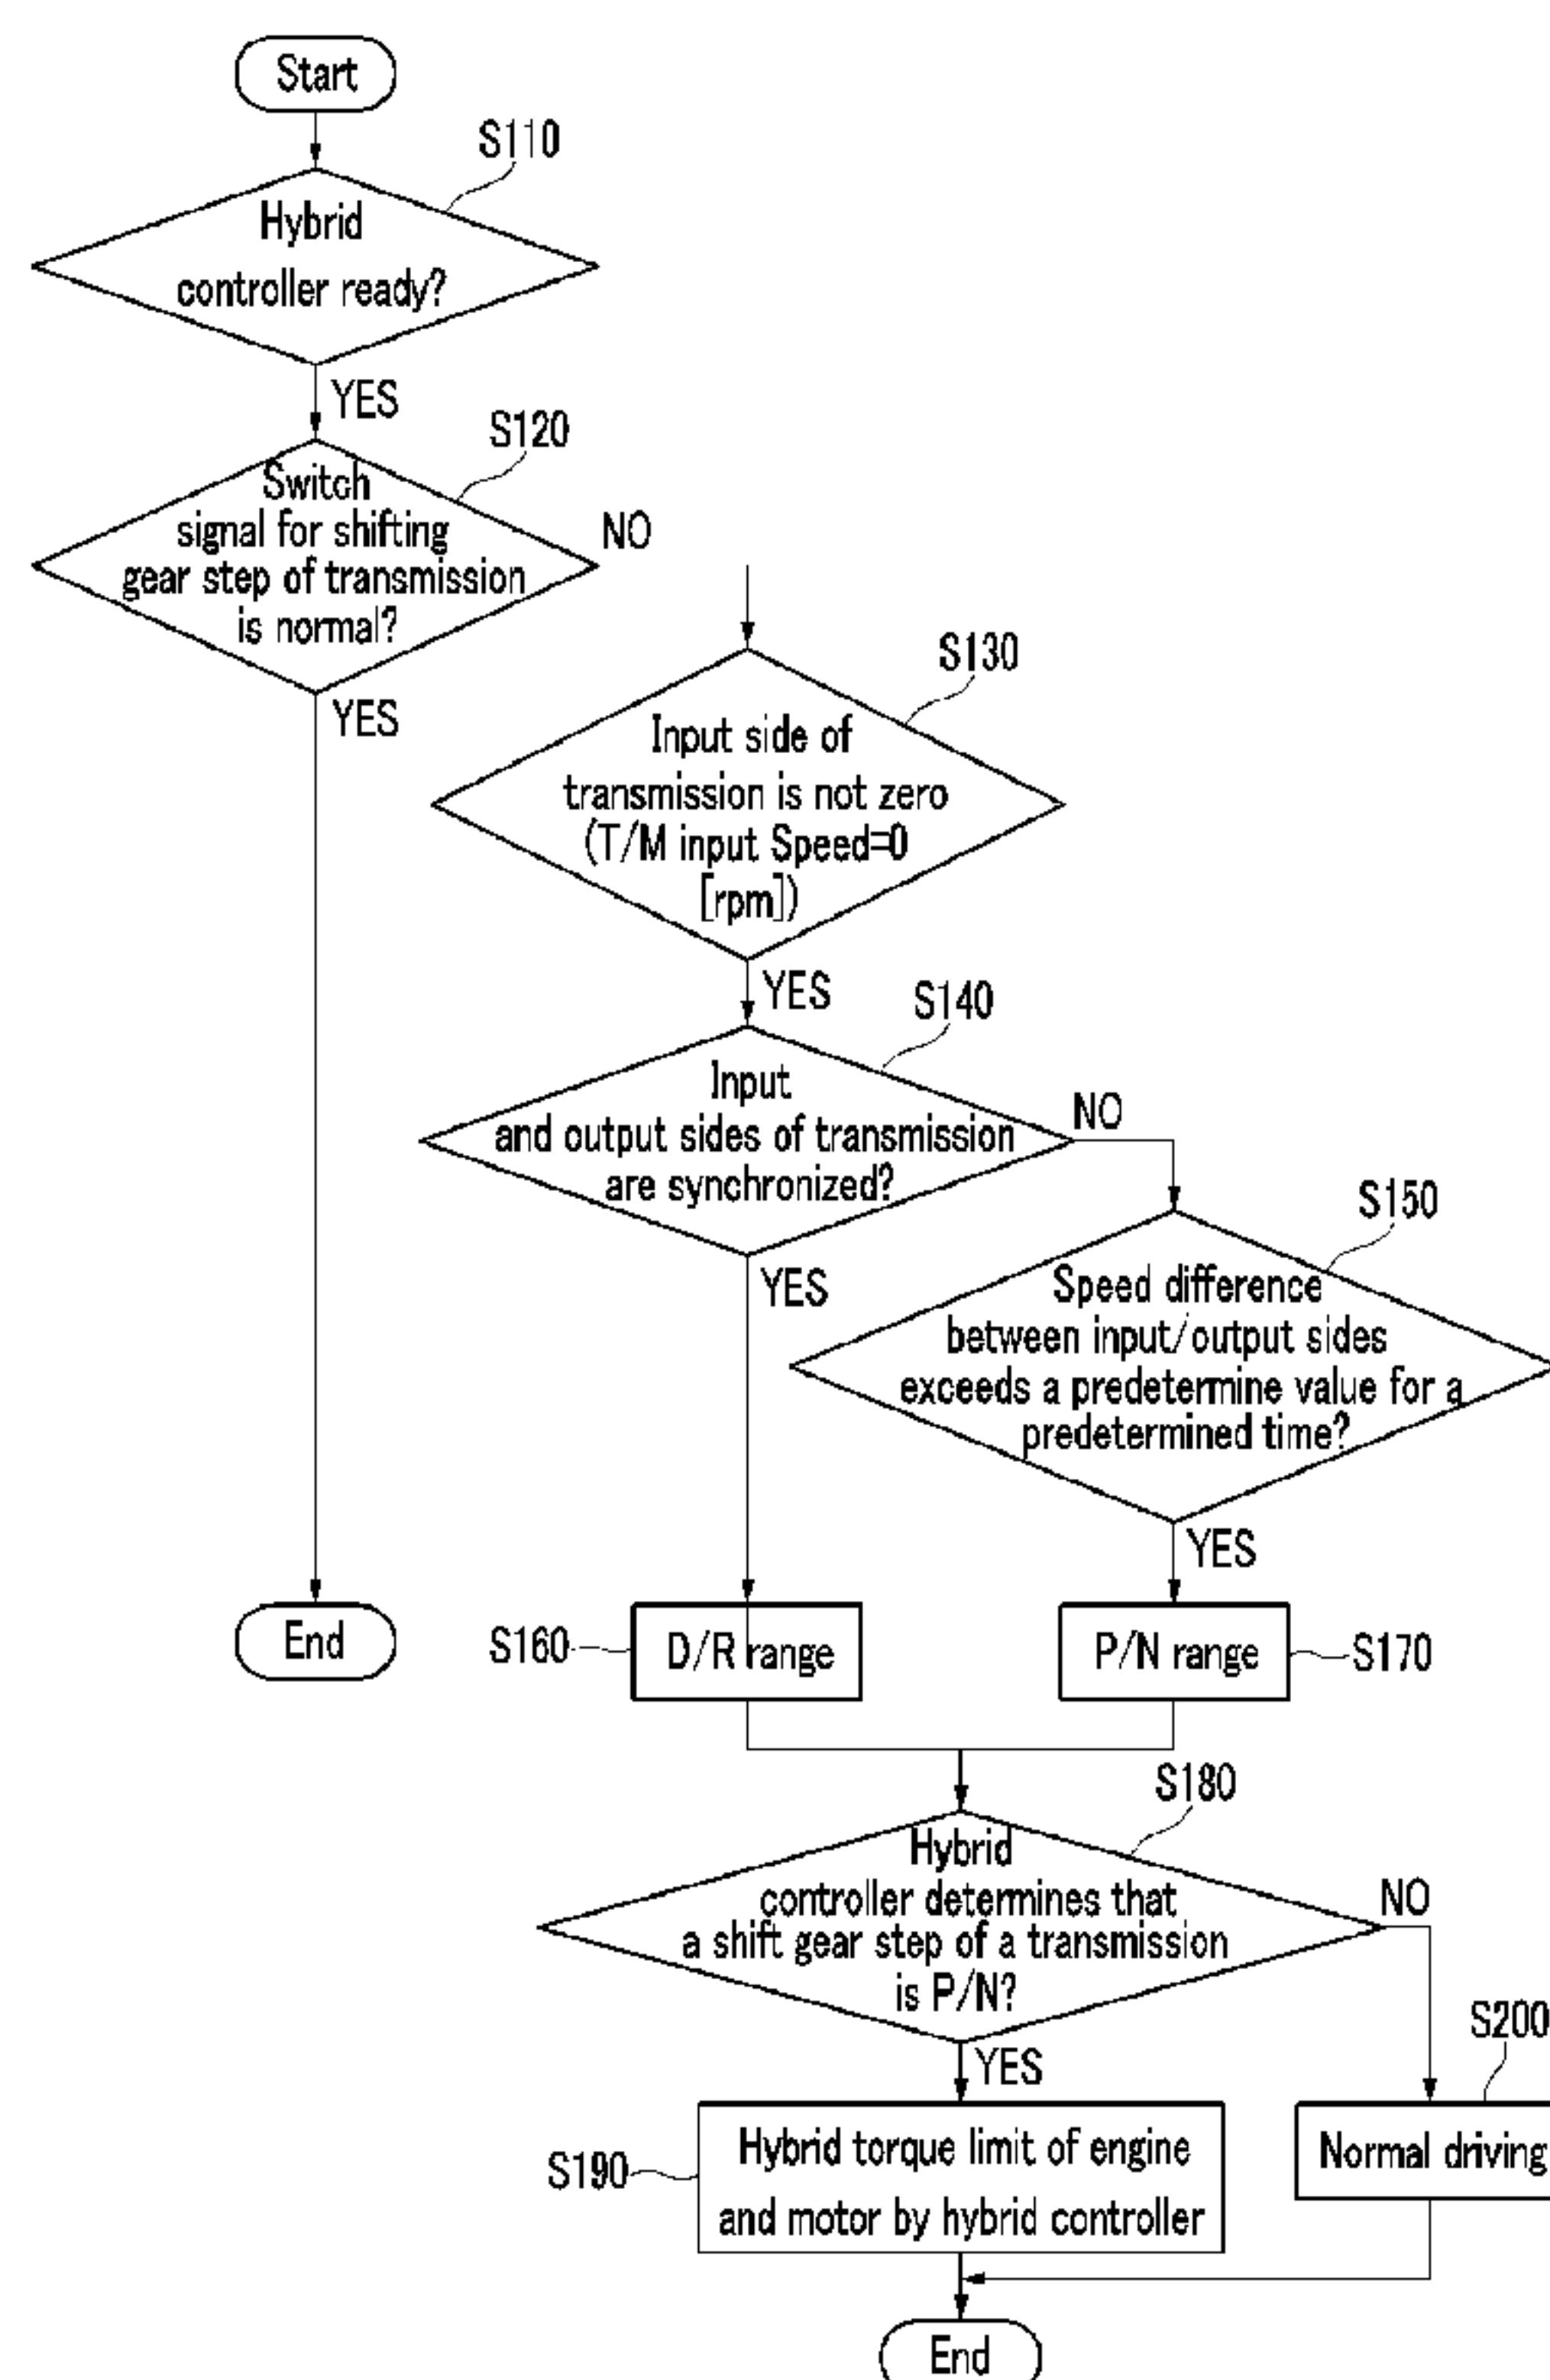 Start
S110
Hybrid
controller ready?
YES
S120
Switch
signal for shifting
gear step of transmission
is normal?
NO
YES
S130
Input side of
transmission is not zero
(T/M input Speed=0
[rpm])
YES
S140
Input
and output sides of transmission
are synchronized?
NO
YES
S150
Speed difference
between input/output sides
exceeds a predetermine value for a
predetermined time?
YES
End
S160
D/R range
P/N range
S170
S180
Hybrid
controller determines that
a shift gear step of a transmission
is P/N?
NO
YES
S200
S190
Hybrid torque limit of engine
and motor by hybrid controller
Normal driving
End